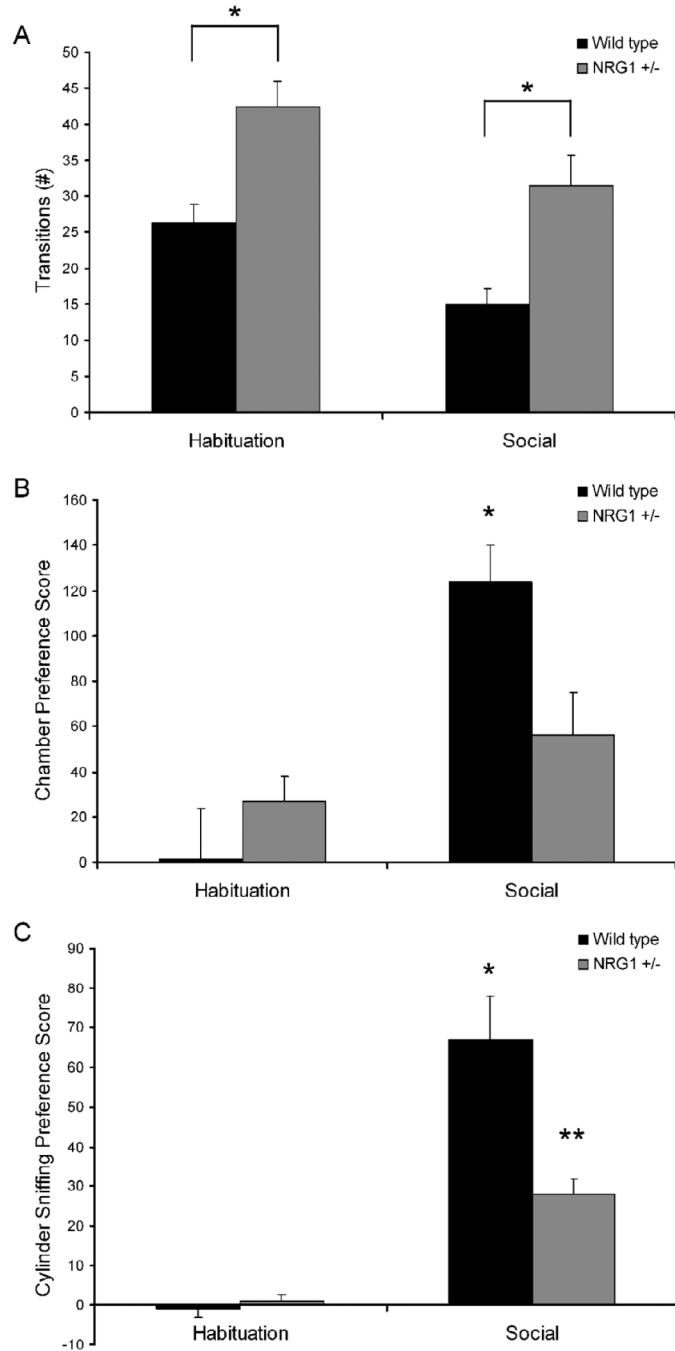 A
*
*
Wild type
NRG1 +/-
Transitions (#)
50
45
40
35
30
25
20
15
10
5
0
Habituation Social
B
*
Wild type
NRG1 +/-
Chamber Preference Score
160
140
120
100
80
60
40
20
0
Habituation Social
C
*
**
Wild type
NRG1 +/-
Cylinder Sniffing Preference Score
90
80
70
60
50
40
30
20
10
0
-10
Habituation Social